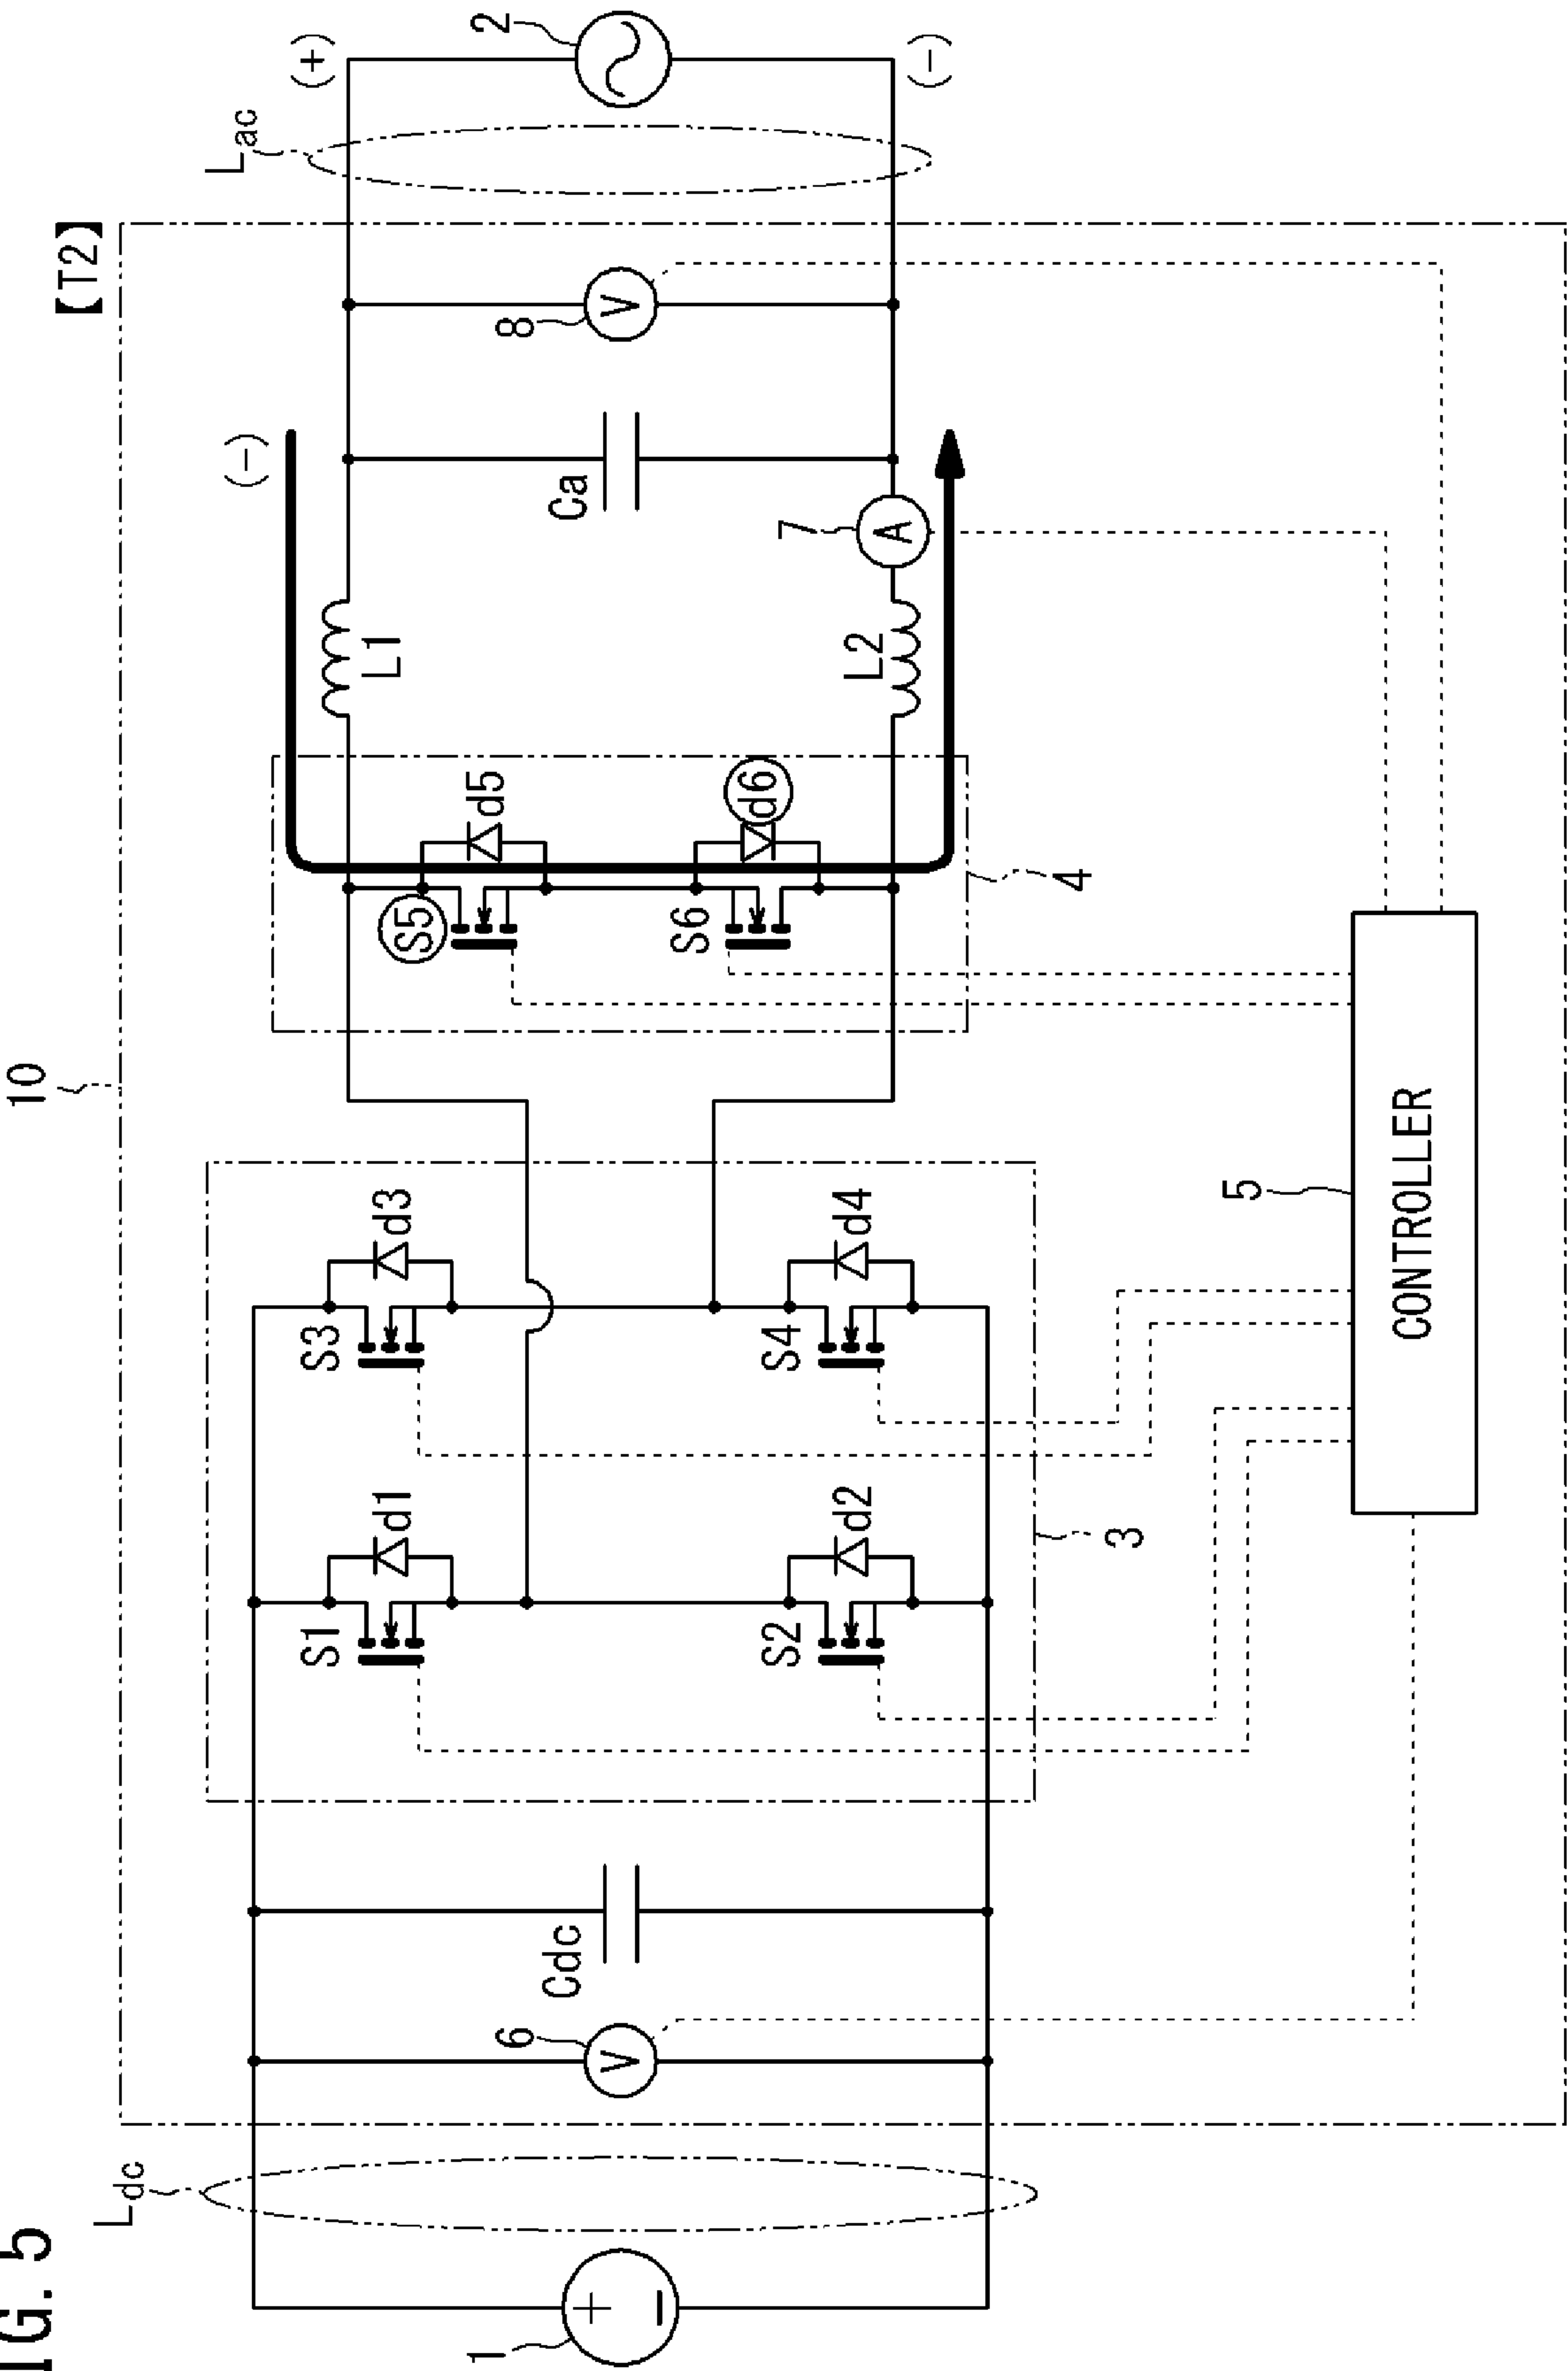 IG. 5
10
【T2】
Ldc
Lac
(+)
(-)
(-)
1
2
6
V
Cdc
S1
d1
S3
d3
S2
d2
S4
d4
3
S5
d5
S6
d6
4
L1
L2
Ca
7
A
8
V
5
CONTROLLER
+
−